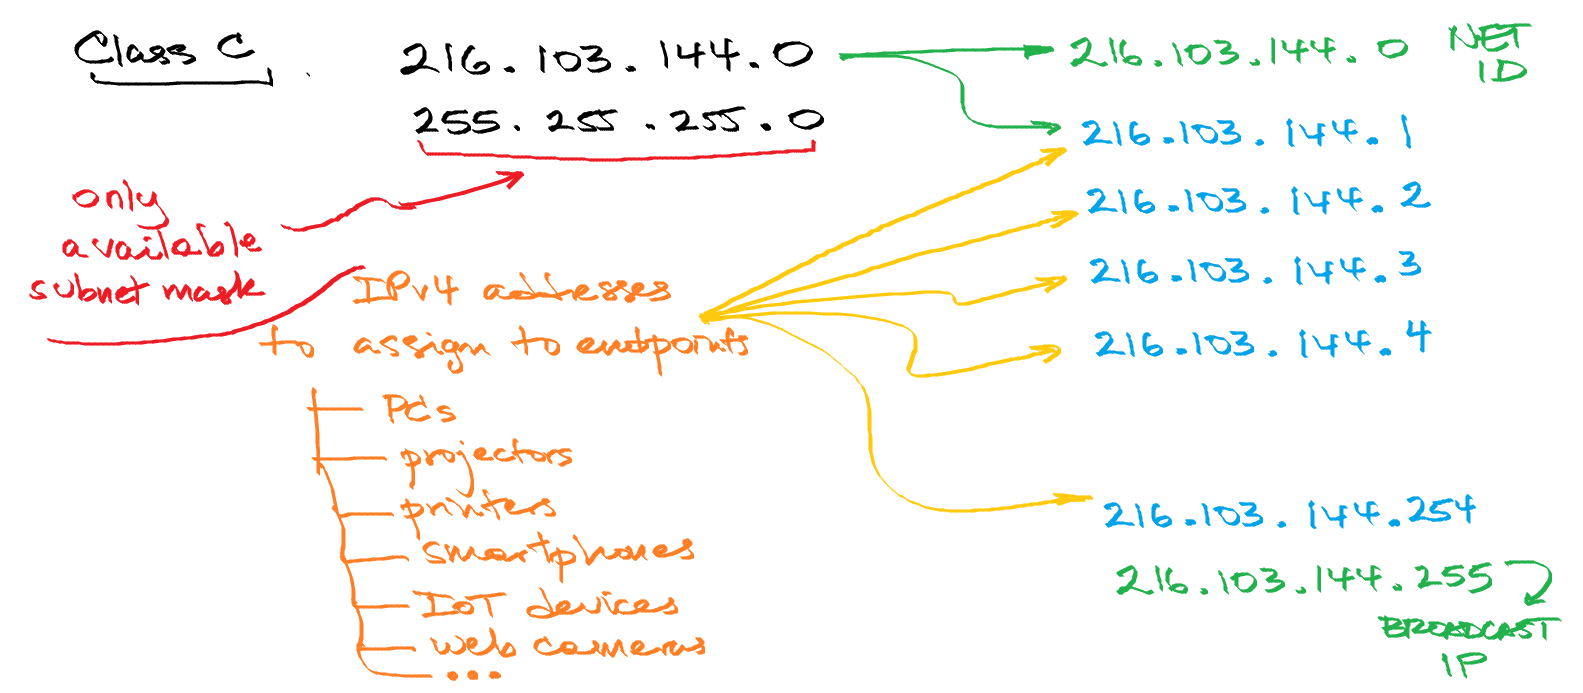 Class C
216.103.144.0
255.255.255.0
only
available
subnet mask
IPv4 addresses
to assign to endpoints
PCs
projectors
printers
smartphones
IoT devices
web cameras
...
216.103.144.0 NET
ID
216.103.144.1
216.103.144.2
216.103.144.3
216.103.144.4
216.103.144.254
216.103.144.255
BROADCAST
IP